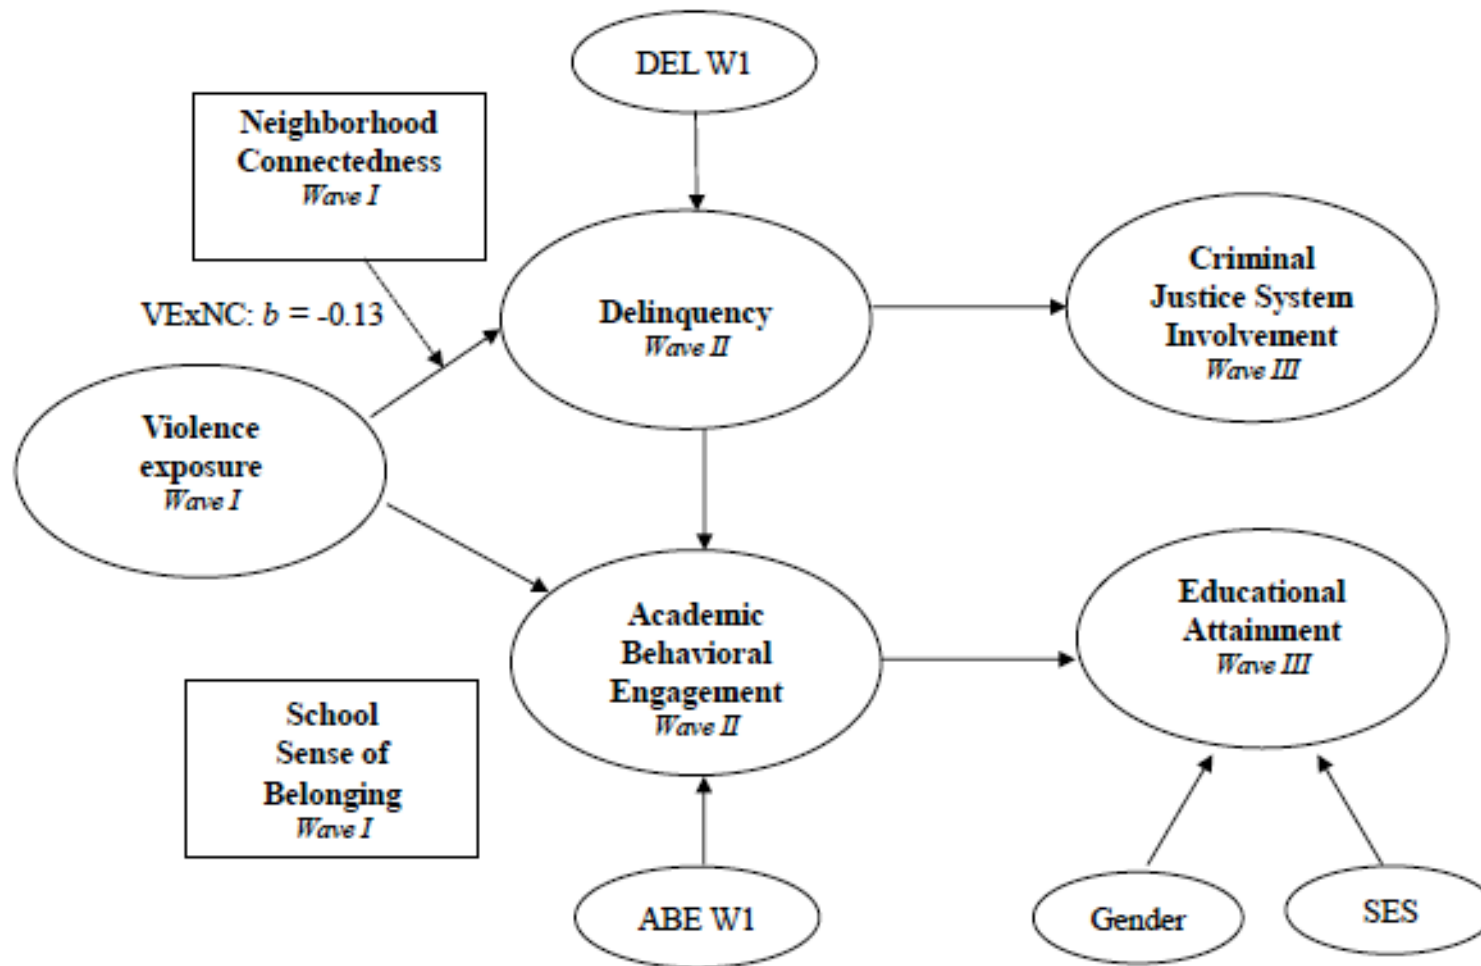 DEL W1
Neighborhood
Connectedness
Wave I
Criminal
Justice System
Involvement
Wave III
Delinquency
Wave II
VExNC: b = -0.13
Violence
exposure
Wave I
Academic
Behavioral
Engagement
Wave II
Educational
Attainment
Wave III
School
Sense of
Belonging
Wave I
ABE W1
Gender
SES